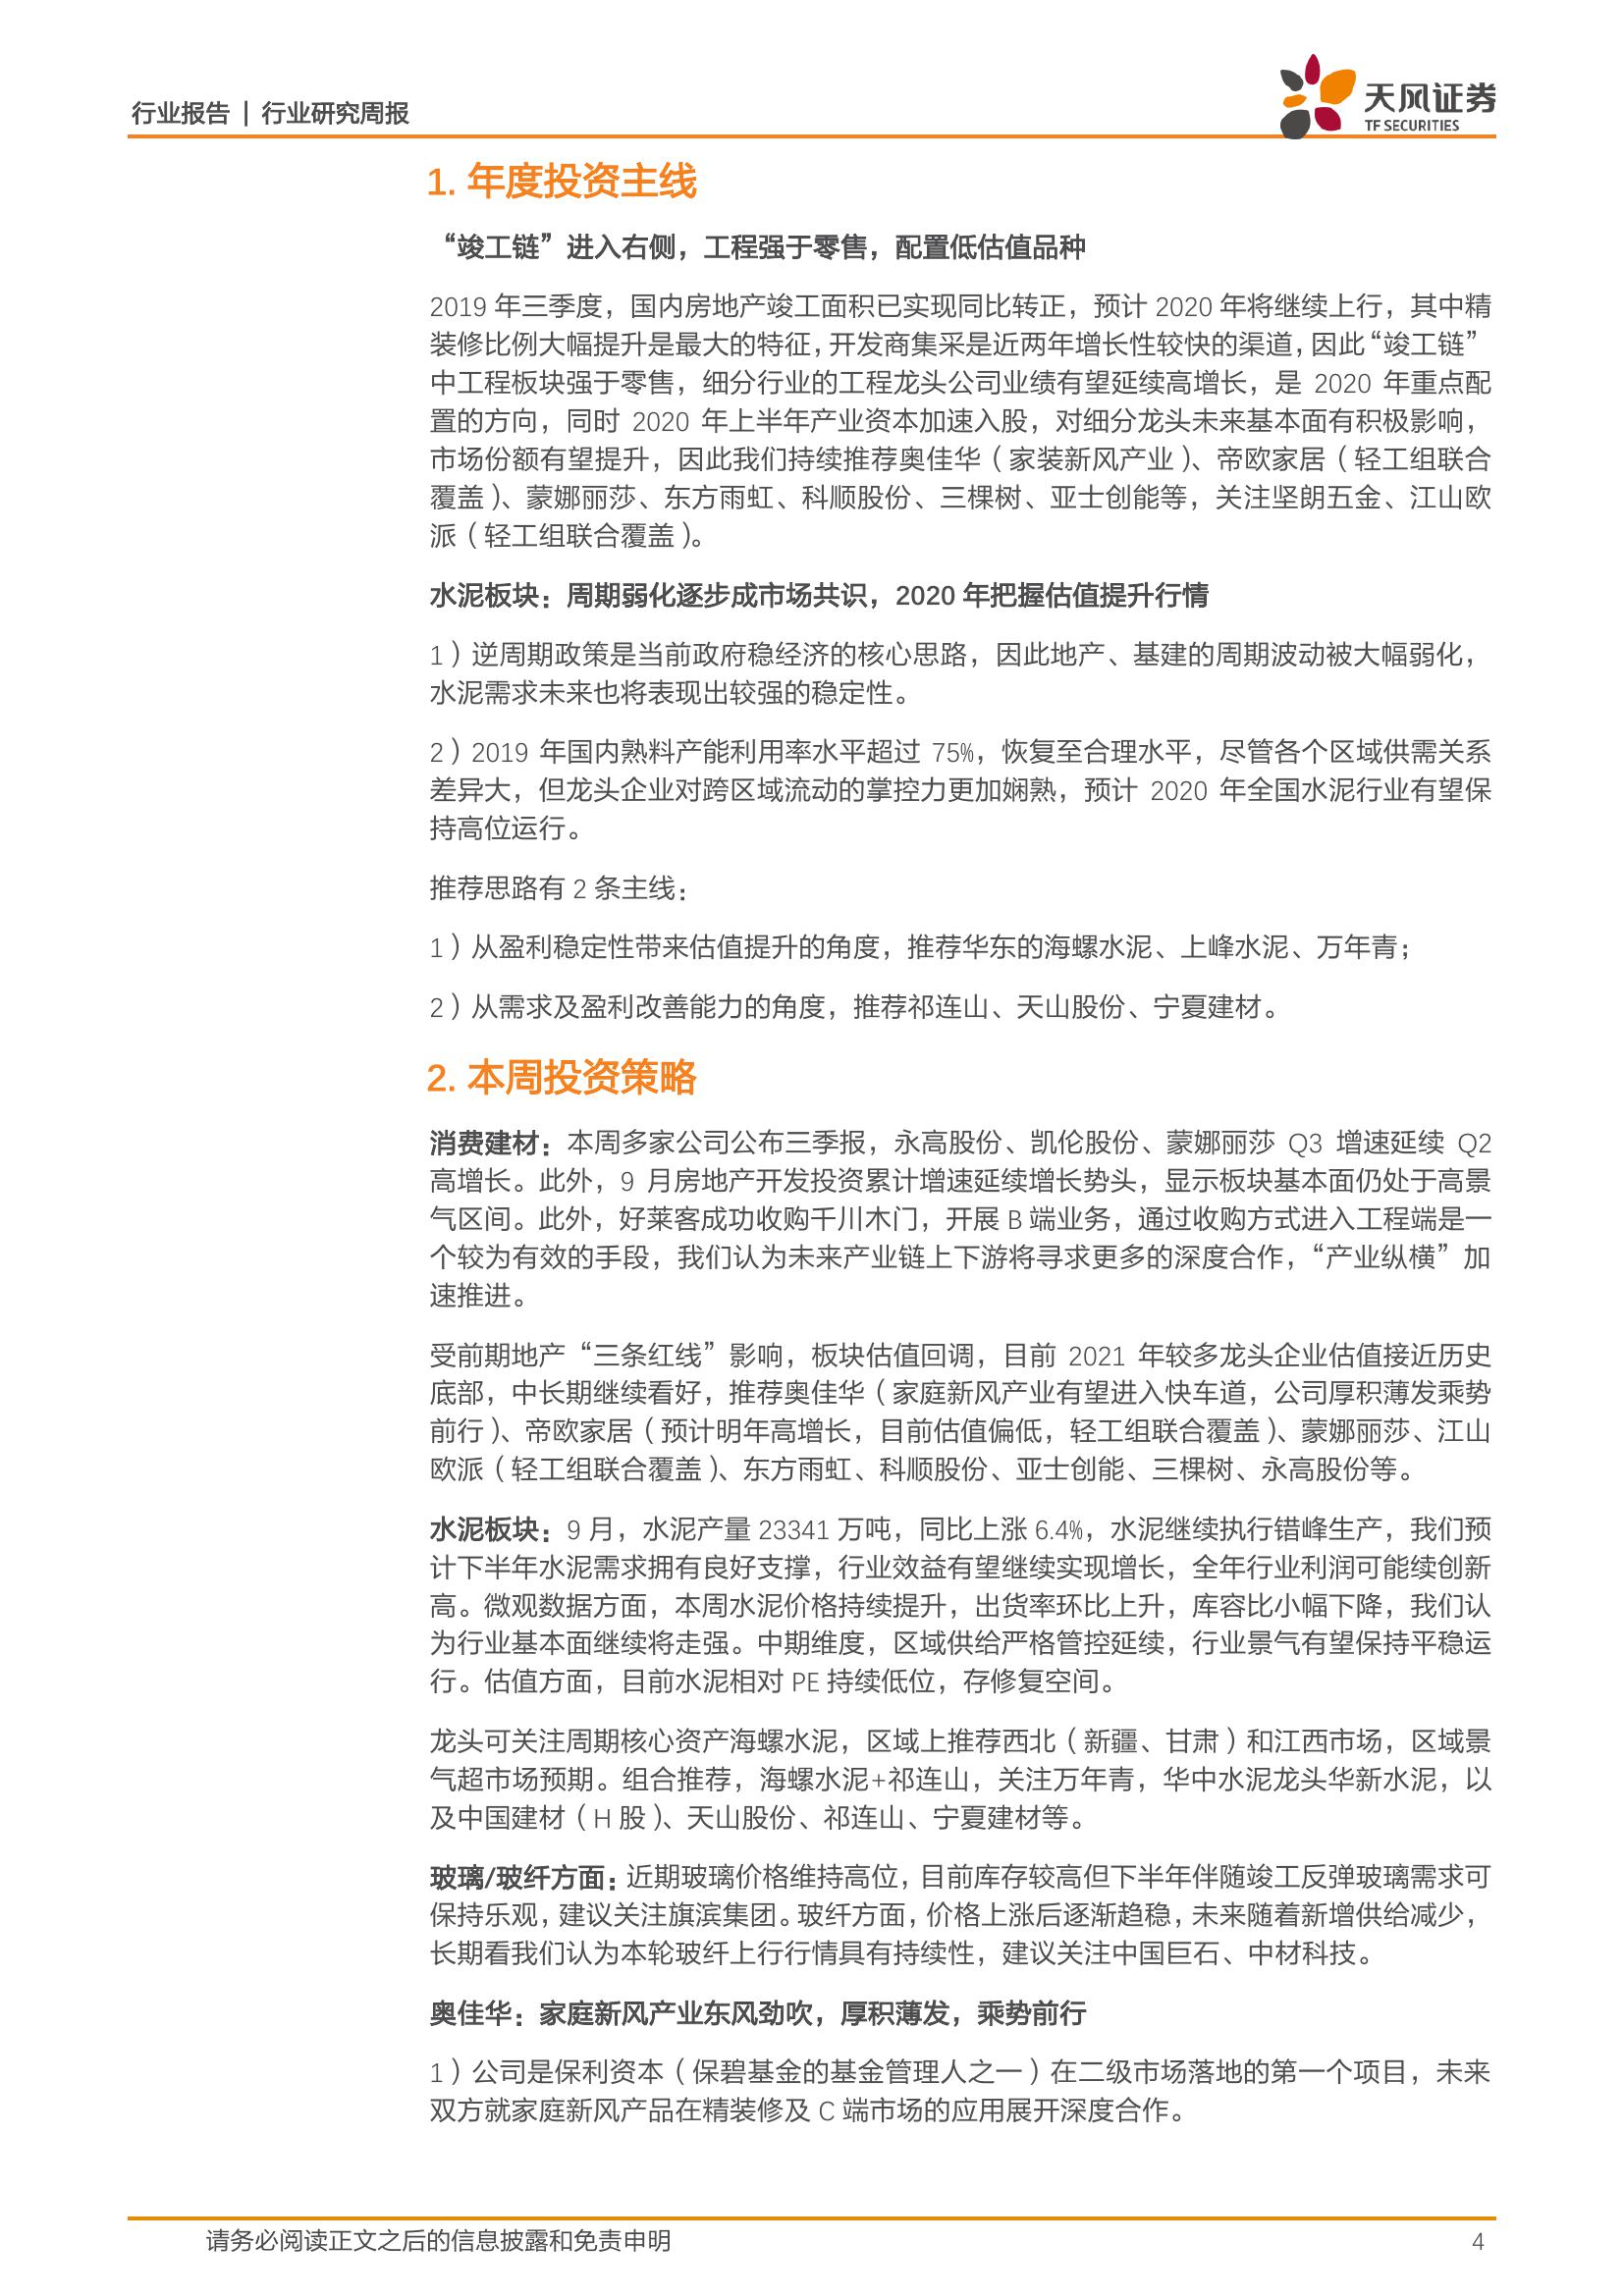 行业报告 | 行业研究周报
天风证券
TF SECURITIES
1. 年度投资主线
“竣工链”进入右侧，工程强于零售，配置低估值品种
2019 年三季度，国内房地产竣工面积已实现同比转正，预计 2020 年将继续上行，其中精
装修比例大幅提升是最大的特征，开发商集采是近两年增长性较快的渠道，因此“竣工链”
中工程板块强于零售，细分行业的工程龙头公司业绩有望延续高增长，是 2020 年重点配
置的方向，同时 2020 年上半年产业资本加速入股，对细分龙头未来基本面有积极影响，
市场份额有望提升，因此我们持续推荐奥佳华（家装新风产业）、帝欧家居（轻工组联合
覆盖）、蒙娜丽莎、东方雨虹、科顺股份、三棵树、亚士创能等，关注坚朗五金、江山欧
派（轻工组联合覆盖）。
水泥板块：周期弱化逐步成市场共识，2020 年把握估值提升行情
1）逆周期政策是当前政府稳经济的核心思路，因此地产、基建的周期波动被大幅弱化，
水泥需求未来也将表现出较强的稳定性。
2）2019 年国内熟料产能利用率水平超过 75%，恢复至合理水平，尽管各个区域供需关系
差异大，但龙头企业对跨区域流动的掌控力更加娴熟，预计 2020 年全国水泥行业有望保
持高位运行。
推荐思路有 2 条主线：
1）从盈利稳定性带来估值提升的角度，推荐华东的海螺水泥、上峰水泥、万年青；
2）从需求及盈利改善能力的角度，推荐祁连山、天山股份、宁夏建材。
2. 本周投资策略
消费建材：本周多家公司公布三季报，永高股份、凯伦股份、蒙娜丽莎 Q3 增速延续 Q2
高增长。此外，9 月房地产开发投资累计增速延续增长势头，显示板块基本面仍处于高景
气区间。此外，好莱客成功收购千川木门，开展 B 端业务，通过收购方式进入工程端是一
个较为有效的手段，我们认为未来产业链上下游将寻求更多的深度合作，“产业纵横”加
速推进。
受前期地产“三条红线”影响，板块估值回调，目前 2021 年较多龙头企业估值接近历史
底部，中长期继续看好，推荐奥佳华（家庭新风产业有望进入快车道，公司厚积薄发乘势
前行）、帝欧家居（预计明年高增长，目前估值偏低，轻工组联合覆盖）、蒙娜丽莎、江山
欧派（轻工组联合覆盖）、东方雨虹、科顺股份、亚士创能、三棵树、永高股份等。
水泥板块：9 月，水泥产量 23341 万吨，同比上涨 6.4%，水泥继续执行错峰生产，我们预
计下半年水泥需求拥有良好支撑，行业效益有望继续实现增长，全年行业利润可能续创新
高。微观数据方面，本周水泥价格持续提升，出货率环比上升，库容比小幅下降，我们认
为行业基本面继续将走强。中期维度，区域供给严格管控延续，行业景气有望保持平稳运
行。估值方面，目前水泥相对 PE 持续低位，存修复空间。
龙头可关注周期核心资产海螺水泥，区域上推荐西北（新疆、甘肃）和江西市场，区域景
气超市场预期。组合推荐，海螺水泥+祁连山，关注万年青，华中水泥龙头华新水泥，以
及中国建材（H 股）、天山股份、祁连山、宁夏建材等。
玻璃/玻纤方面：近期玻璃价格维持高位，目前库存较高但下半年伴随竣工反弹玻璃需求可
保持乐观，建议关注旗滨集团。玻纤方面，价格上涨后逐渐趋稳，未来随着新增供给减少，
长期看我们认为本轮玻纤上行行情具有持续性，建议关注中国巨石、中材科技。
奥佳华：家庭新风产业东风劲吹，厚积薄发，乘势前行
1）公司是保利资本（保碧基金的基金管理人之一）在二级市场落地的第一个项目，未来
双方就家庭新风产品在精装修及 C 端市场的应用展开深度合作。
请务必阅读正文之后的信息披露和免责申明
4